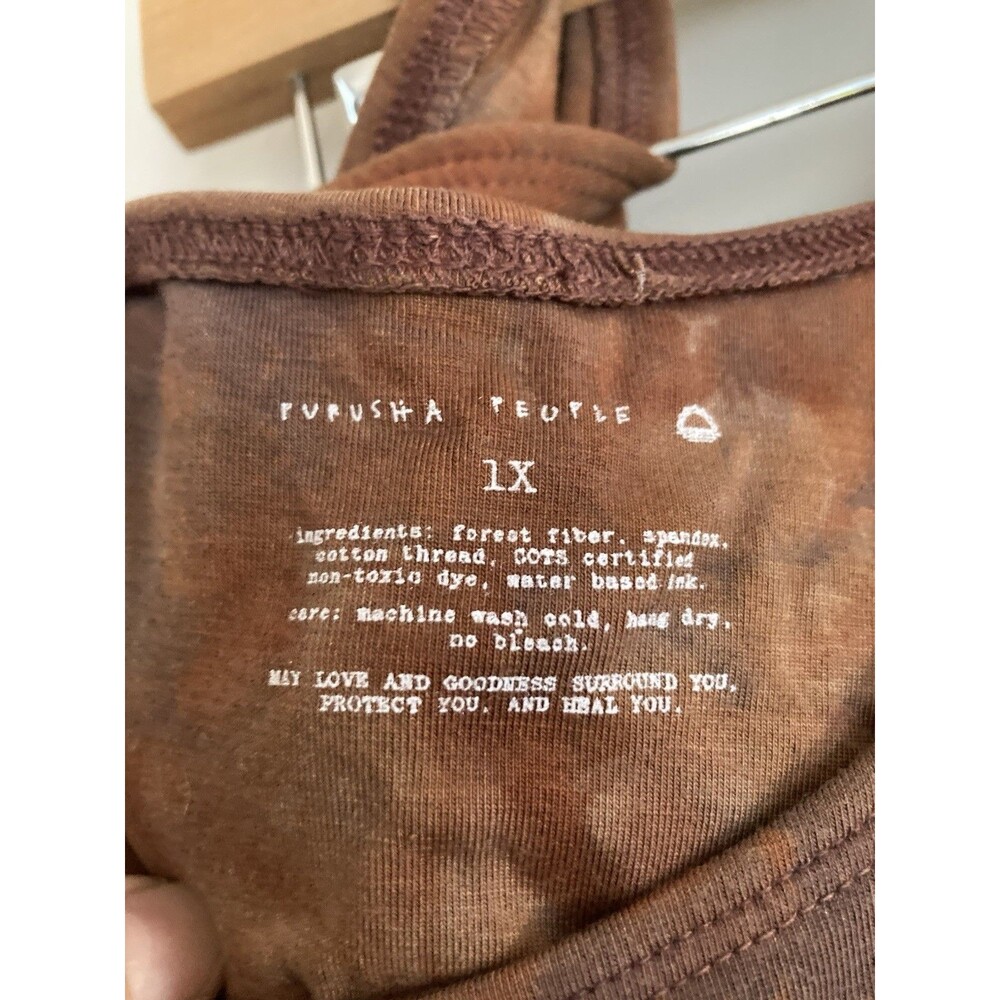 PURUSHA PEOPLE
1X
ingredients: forest fiber, spandex,
cotton thread, GOTS certified
non-toxic dye, water based ink.
care: machine wash cold, hang dry,
no bleach.
MAY LOVE AND GOODNESS SURROUND YOU,
PROTECT YOU, AND HEAL YOU.